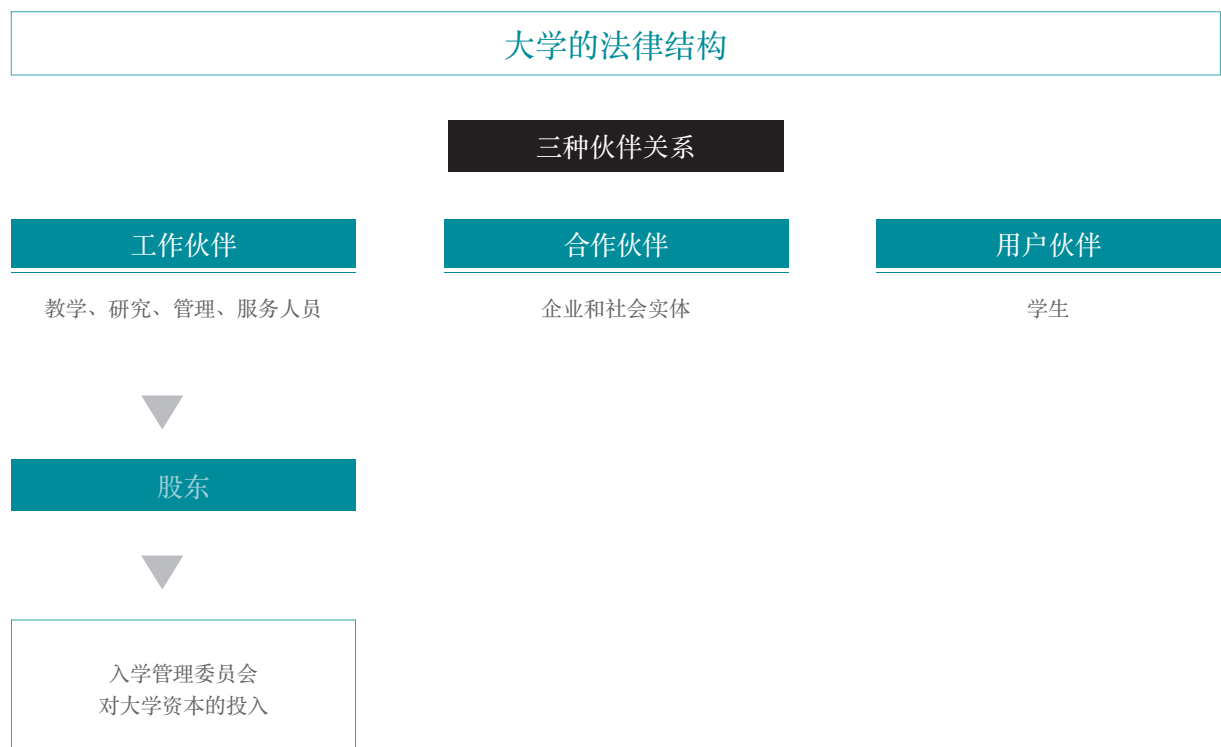 大学的法律结构
三种伙伴关系
工作伙伴
合作伙伴
用户伙伴
教学、研究、管理、服务人员
企业和社会实体
学生
股东
入学管理委员会
对大学资本的投入